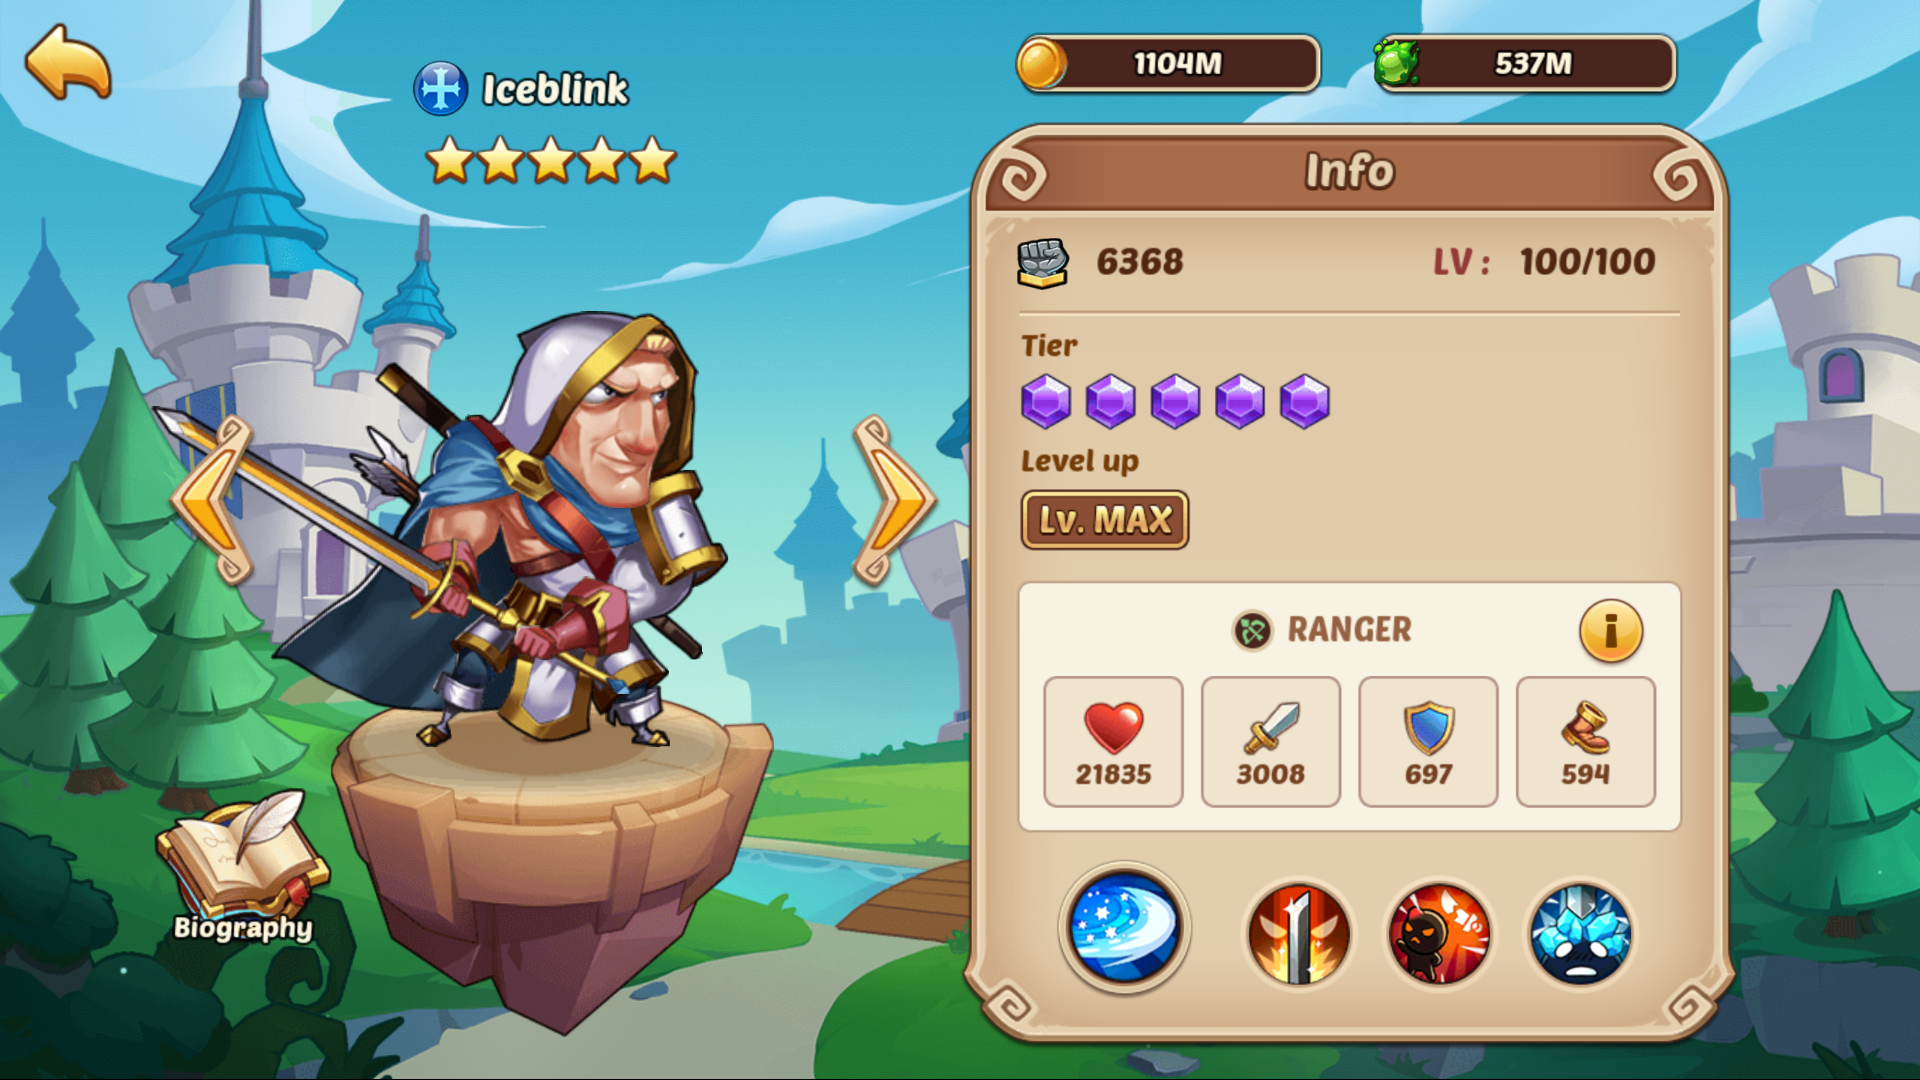 Iceblink
1104M
537M
Info
6368
LV : 100/100
Tier
Level up
Lv. MAX
RANGER
i
21835
3008
697
594
Biography